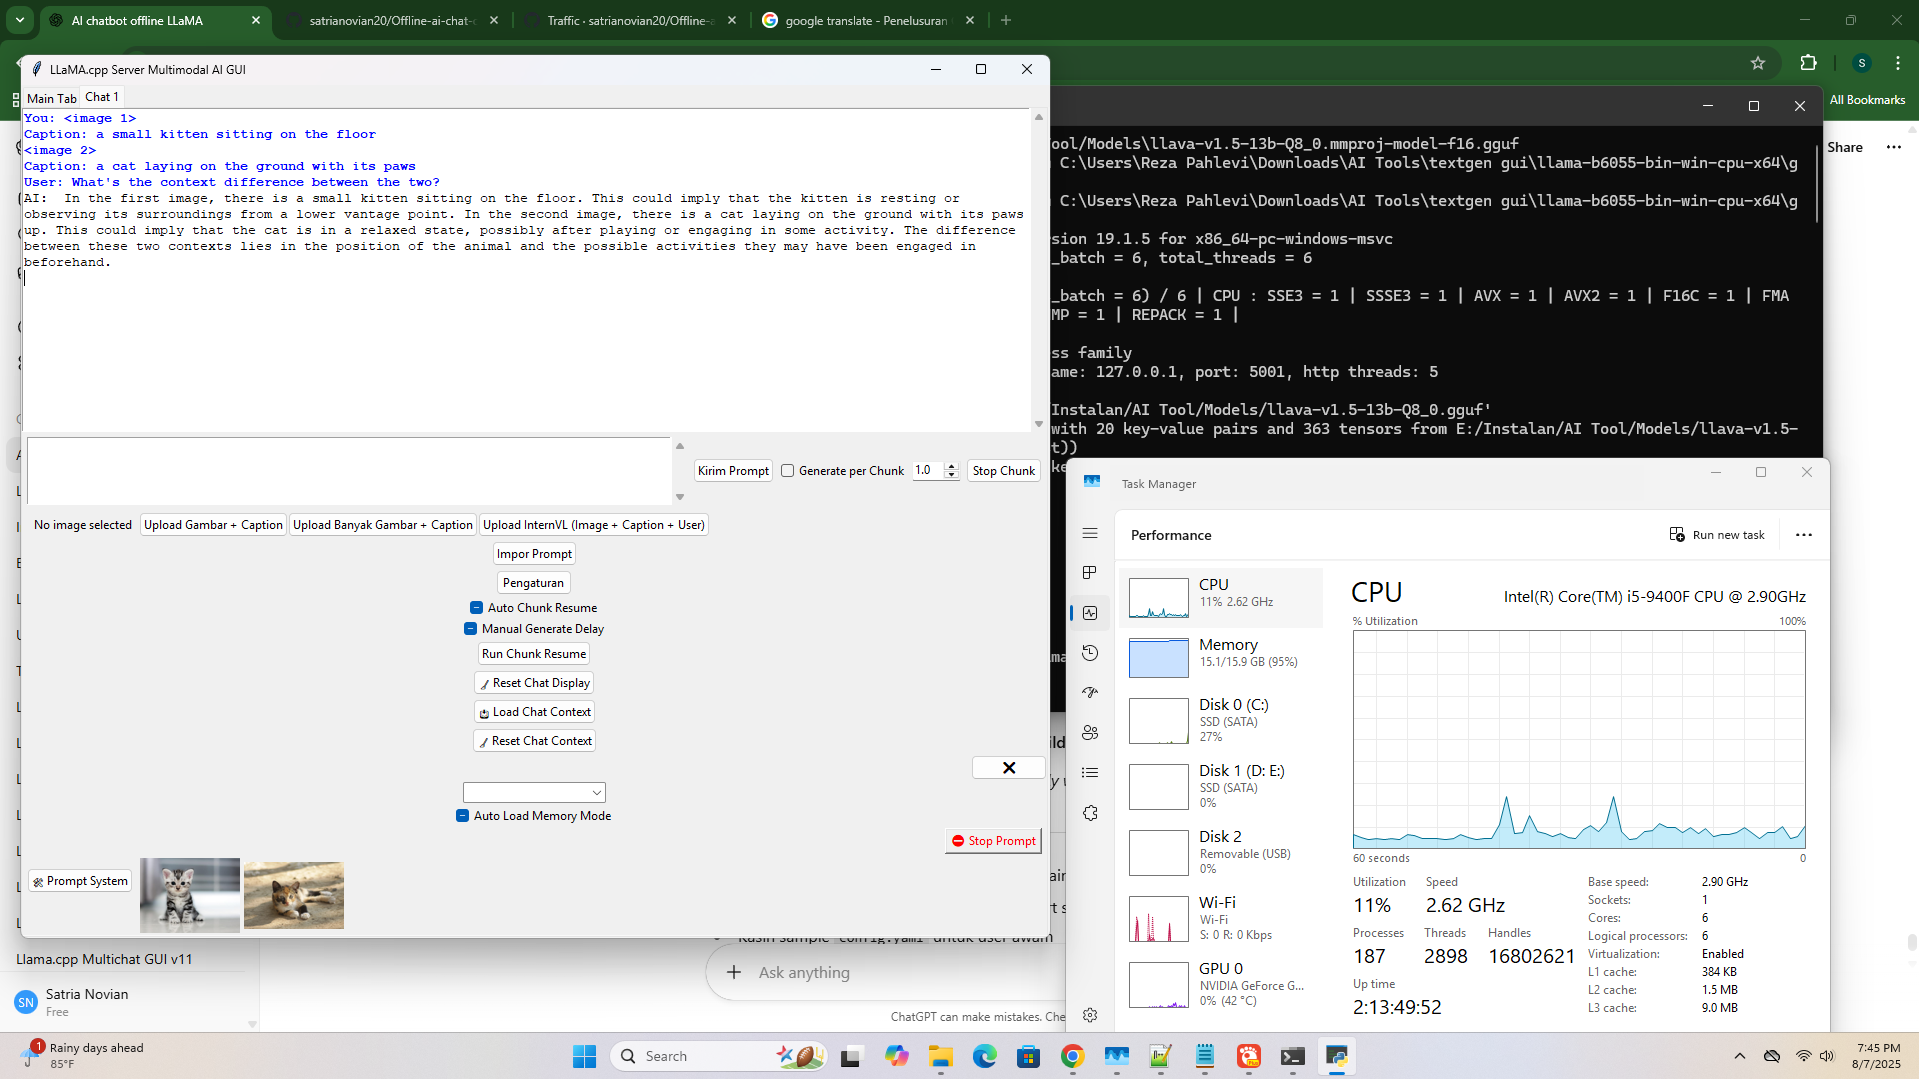 AI chatbot offline LLaMA
satrianovian20/Offline-ai-chat-
Traffic · satrianovian20/Offline-a
google translate - Penelusuran
S
All Bookmarks
Share
LLaMA.cpp Server Multimodal AI GUI
Main Tab
Chat 1
You: <image 1>
Caption: a small kitten sitting on the floor
<image 2>
Caption: a cat laying on the ground with its paws
User: What's the context difference between the two?
AI:  In the first image, there is a small kitten sitting on the floor. This could imply that the kitten is resting or
observing its surroundings from a lower vantage point. In the second image, there is a cat laying on the ground with its paws
up. This could imply that the cat is in a relaxed state, possibly after playing or engaging in some activity. The difference
between these two contexts lies in the position of the animal and the possible activities they may have been engaged in
beforehand.
Kirim Prompt
Generate per Chunk
1.0
Stop Chunk
No image selected
Upload Gambar + Caption
Upload Banyak Gambar + Caption
Upload InternVL (Image + Caption + User)
Impor Prompt
Pengaturan
Auto Chunk Resume
Manual Generate Delay
Run Chunk Resume
Reset Chat Display
Load Chat Context
Reset Chat Context
Auto Load Memory Mode
Stop Prompt
Prompt System
ool/Models\llava-v1.5-13b-Q8_0.mmproj-model-f16.gguf
C:\Users\Reza Pahlevi\Downloads\AI Tools\textgen gui\llama-b6055-bin-win-cpu-x64\g
C:\Users\Reza Pahlevi\Downloads\AI Tools\textgen gui\llama-b6055-bin-win-cpu-x64\g
rsion 19.1.5 for x86_64-pc-windows-msvc
_batch = 6, total_threads = 6
_batch = 6) / 6 | CPU : SSE3 = 1 | SSSE3 = 1 | AVX = 1 | AVX2 = 1 | F16C = 1 | FMA
MP = 1 | REPACK = 1 |
ss family
ame: 127.0.0.1, port: 5001, http threads: 5
/Instalan/AI Tool/Models/llava-v1.5-13b-Q8_0.gguf'
with 20 key-value pairs and 363 tensors from E:/Instalan/AI Tool/Models/llava-v1.5-
t))
Task Manager
Performance
Run new task
CPU
11% 2.62 GHz
Memory
15.1/15.9 GB (95%)
Disk 0 (C:)
SSD (SATA)
27%
Disk 1 (D: E:)
SSD (SATA)
0%
Disk 2
Removable (USB)
0%
Wi-Fi
Wi-Fi
S: 0 R: 0 Kbps
GPU 0
NVIDIA GeForce G...
0% (42 °C)
CPU
Intel(R) Core(TM) i5-9400F CPU @ 2.90GHz
% Utilization
100%
60 seconds
0
Utilization
Speed
11%
2.62 GHz
Processes
Threads
Handles
187
2898
16802621
Up time
2:13:49:52
Base speed:
2.90 GHz
Sockets:
1
Cores:
6
Logical processors:
6
Virtualization:
Enabled
L1 cache:
384 KB
L2 cache:
1.5 MB
L3 cache:
9.0 MB
Llama.cpp Multichat GUI v11
SN
Satria Novian
Free
Ask anything
ChatGPT can make mistakes. Che
1
Rainy days ahead
85°F
Search
7:45 PM
8/7/2025